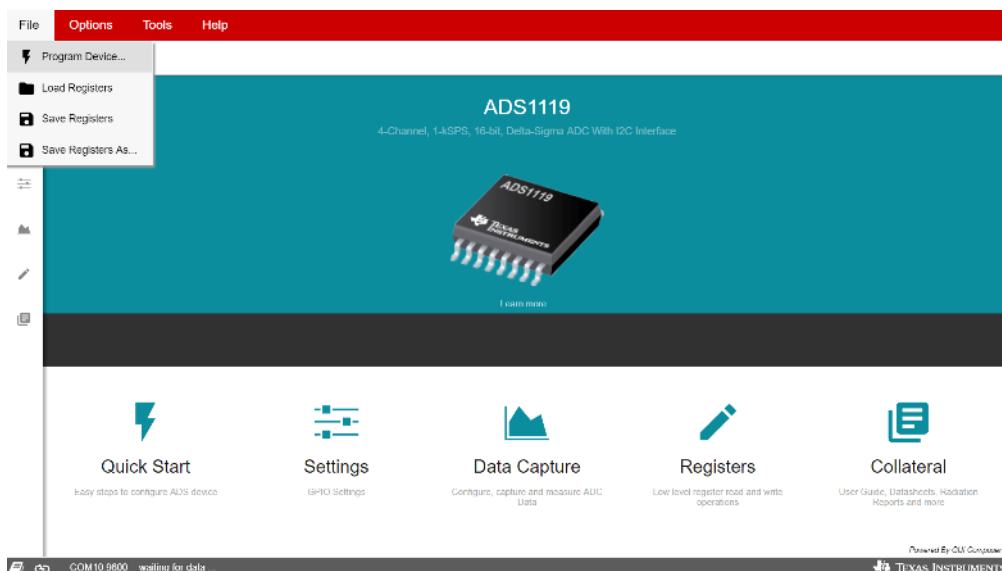 File Options Tools Help
Program Device...
Load Registers
Save Registers
Save Registers As...
ADS1119
4-Channel, 1-kSPS, 16-bit, Delta-Sigma ADC With I2C Interface
ADS1119
TEXAS INSTRUMENTS
Learn more
Quick Start
Easy steps to configure ADS device
Settings
GPIO Settings
Data Capture
Configure, capture and measure ADC
Data
Registers
Low level register read and write
operations
Collateral
User Guide, Datasheets, Radiation
Reports and more
Powered By GUI Composer
COM10:9600 waiting for data ...
TEXAS INSTRUMENTS